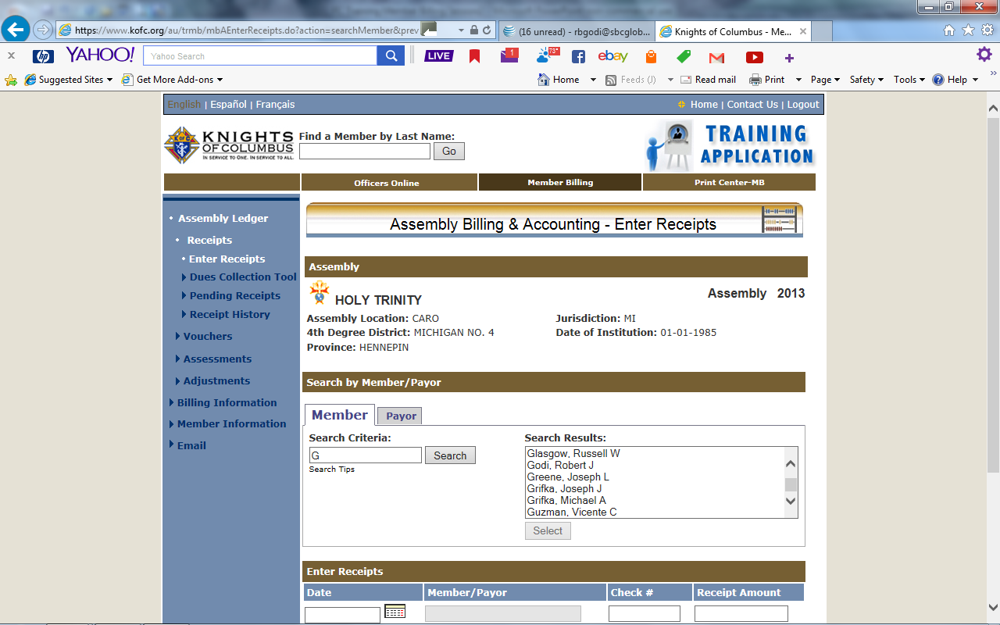 https://www.kofc.org/au/trmb/mbAEnterReceipts.do?action=searchMember&prev
(16 unread) - rbgodi@sbcglob...
Knights of Columbus - Me...
x hp YAHOO! Yahoo Search LIVE 1 73° ebay
Suggested Sites Get More Add-ons Home Feeds (J) Read mail Print Page Safety Tools Help
English | Español | Français
Home | Contact Us | Logout
KNIGHTS OF COLUMBUS
IN SERVICE TO ONE. IN SERVICE TO ALL.
Find a Member by Last Name:
Go
TRAINING
APPLICATION
Officers Online Member Billing Print Center-MB
Assembly Ledger
Receipts
Enter Receipts
Dues Collection Tool
Pending Receipts
Receipt History
Vouchers
Assessments
Adjustments
Billing Information
Member Information
Email
Assembly Billing & Accounting - Enter Receipts
Assembly
HOLY TRINITY
Assembly 2013
Assembly Location: CARO
Jurisdiction: MI
4th Degree District: MICHIGAN NO. 4
Date of Institution: 01-01-1985
Province: HENNEPIN
Search by Member/Payor
Member Payor
Search Criteria:
G Search
Search Tips
Search Results:
Glasgow, Russell W
Godi, Robert J
Greene, Joseph L
Grifka, Joseph J
Grifka, Michael A
Guzman, Vicente C
Select
Enter Receipts
Date Member/Payor Check # Receipt Amount